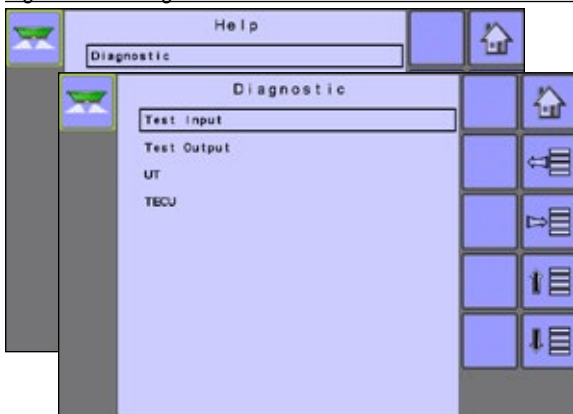 Help
Diagnostic
Diagnostic
Test Input
Test Output
UT
TECU